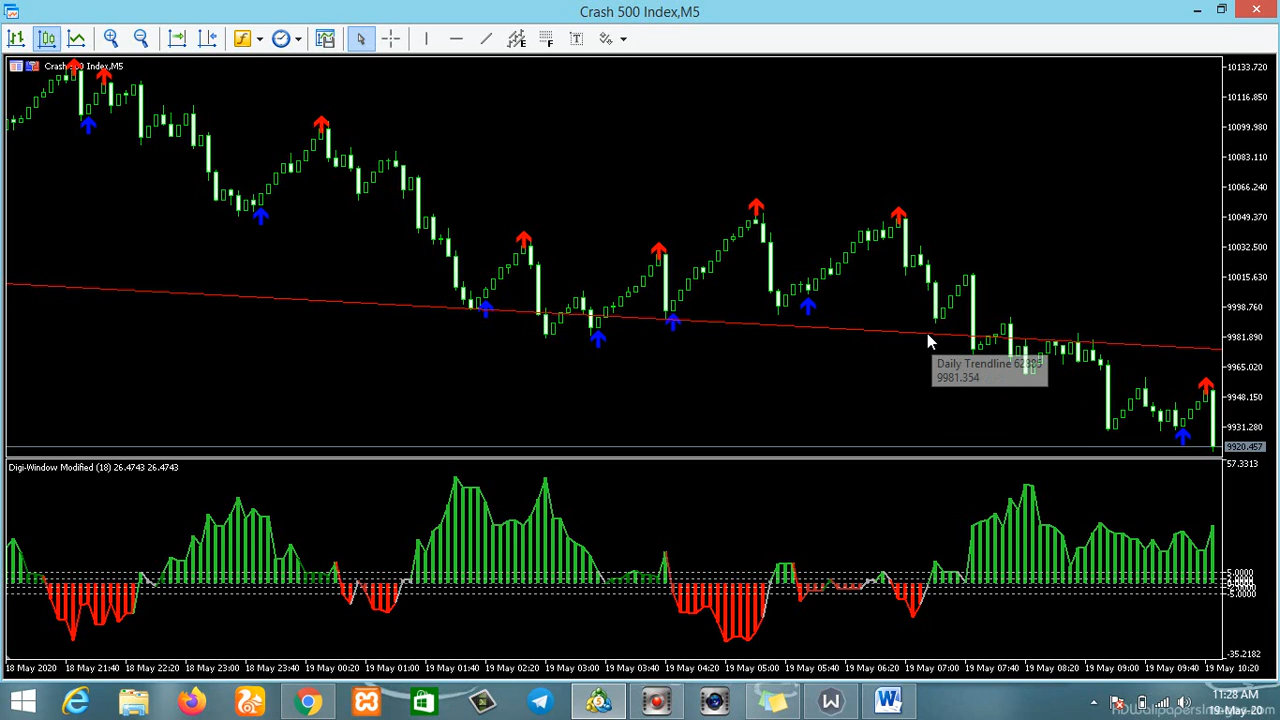 Crash 500 Index,M5
Crash 500 Index,M5
10133.720
10116.850
10099.980
10083.110
10066.240
10049.370
10032.500
10015.630
9998.760
9981.890
9965.020
9948.150
9931.280
9920.457
Daily Trendline
9981.354
Digi-Window Modified (18) 26.4743 26.4743
57.3313
5.0000
-5.0000
-35.2182
18 May 2020
18 May 21:40
18 May 22:20
18 May 23:00
18 May 23:40
19 May 00:20
19 May 01:00
19 May 01:40
19 May 02:20
19 May 03:00
19 May 03:40
19 May 04:20
19 May 05:00
19 May 05:40
19 May 06:20
19 May 07:00
19 May 07:40
19 May 08:20
19 May 09:00
19 May 09:40
19 May 10:20
11:28 AM
19-May-20